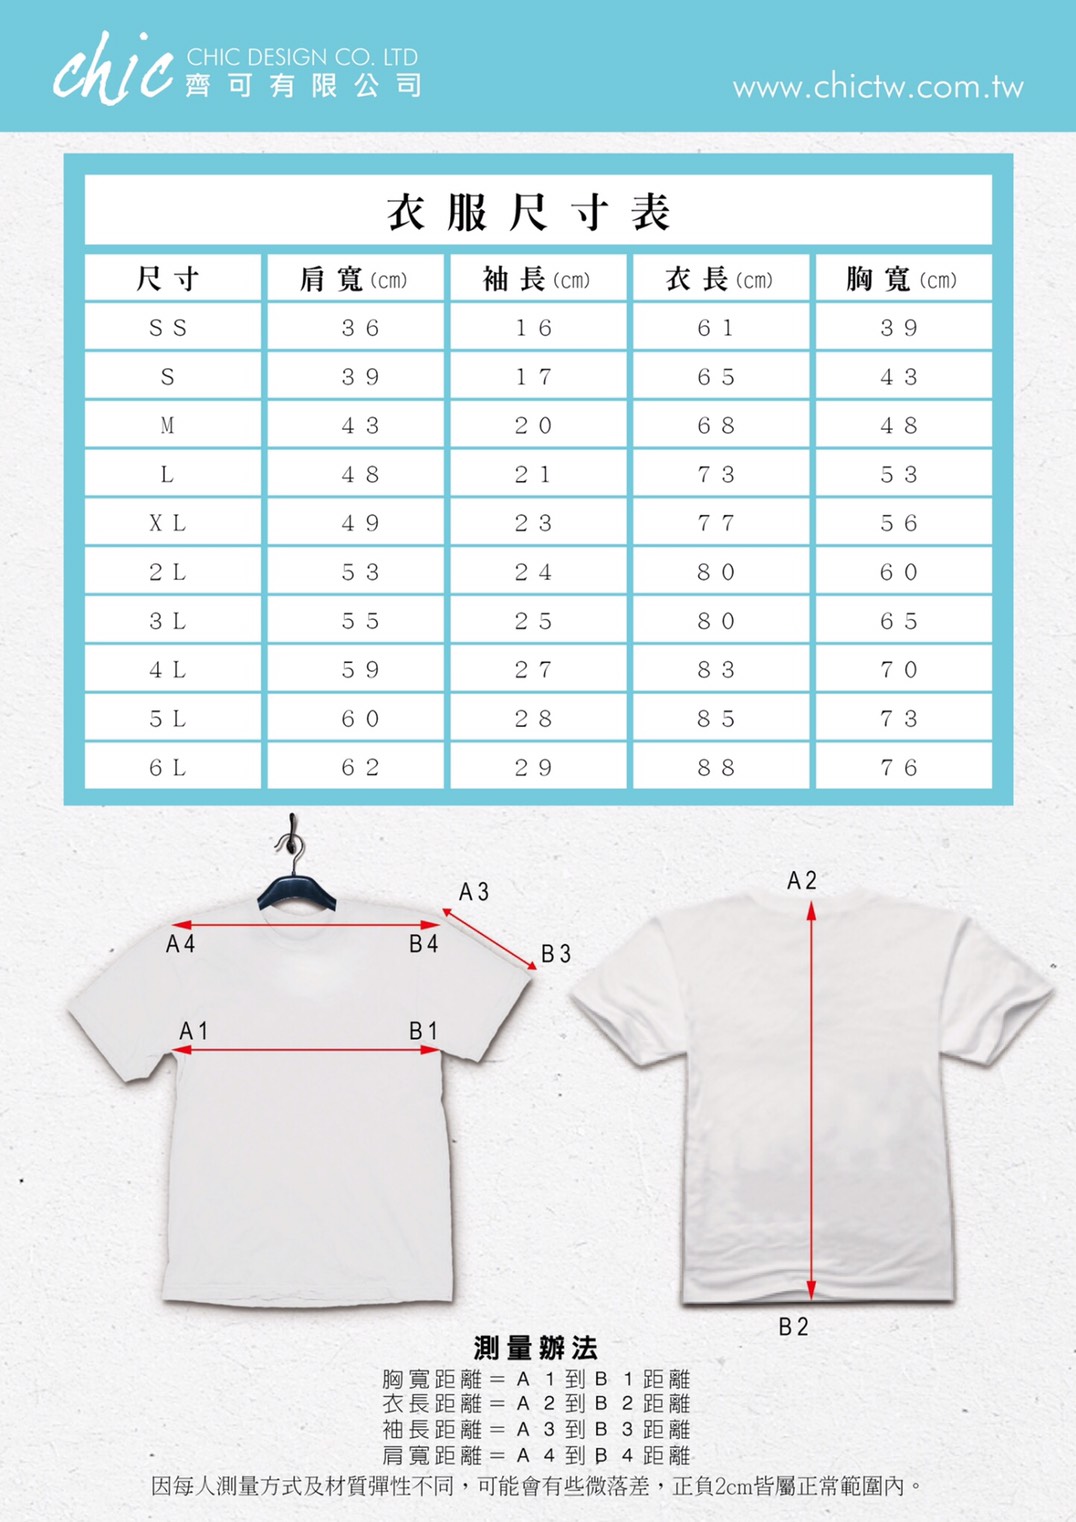 chic CHIC DESIGN CO. LTD
齊可有限公司
www.chictw.com.tw
衣服尺寸表
尺寸 肩寬(cm) 袖長(cm) 衣長(cm) 胸寬(cm)
SS 36 16 61 39
S 39 17 65 43
M 43 20 68 48
L 48 21 73 53
XL 49 23 77 56
2L 53 24 80 60
3L 55 25 80 65
4L 59 27 83 70
5L 60 28 85 73
6L 62 29 88 76
A2
A3
A4 B4
B3
A1 B1
B2
測量辦法
胸寬距離=A1到B1距離
衣長距離=A2到B2距離
袖長距離=A3到B3距離
肩寬距離=A4到B4距離
因每人測量方式及材質彈性不同，可能會有些微落差，正負2cm皆屬正常範圍內。